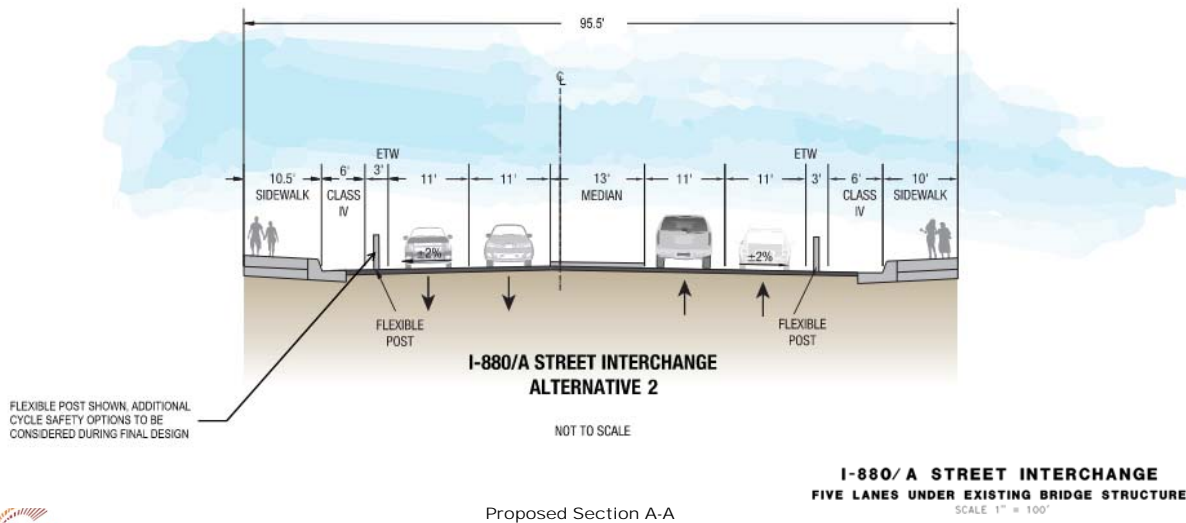 95.5'
℄
ETW
ETW
10.5'
6'
3'
11'
11'
13'
11'
11'
3'
6'
10'
SIDEWALK
CLASS
IV
MEDIAN
CLASS
IV
SIDEWALK
±2%
±2%
FLEXIBLE
POST
FLEXIBLE
POST
I-880/A STREET INTERCHANGE
ALTERNATIVE 2
FLEXIBLE POST SHOWN, ADDITIONAL
CYCLE SAFETY OPTIONS TO BE
CONSIDERED DURING FINAL DESIGN
NOT TO SCALE
I-880/ A STREET INTERCHANGE
FIVE LANES UNDER EXISTING BRIDGE STRUCTURE
SCALE 1" = 100'
Proposed Section A-A